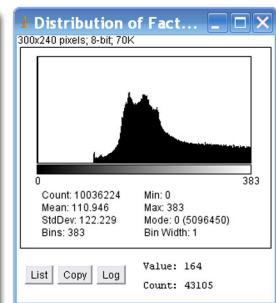 Distribution of Fact...
300x240 pixels; 8-bit; 70K
0 383
Count: 10036224 Min: 0
Mean: 110.946 Max: 383
StdDev: 122.229 Mode: 0 (5096450)
Bins: 383 Bin Width: 1
List Copy Log
Value: 164
Count: 43105